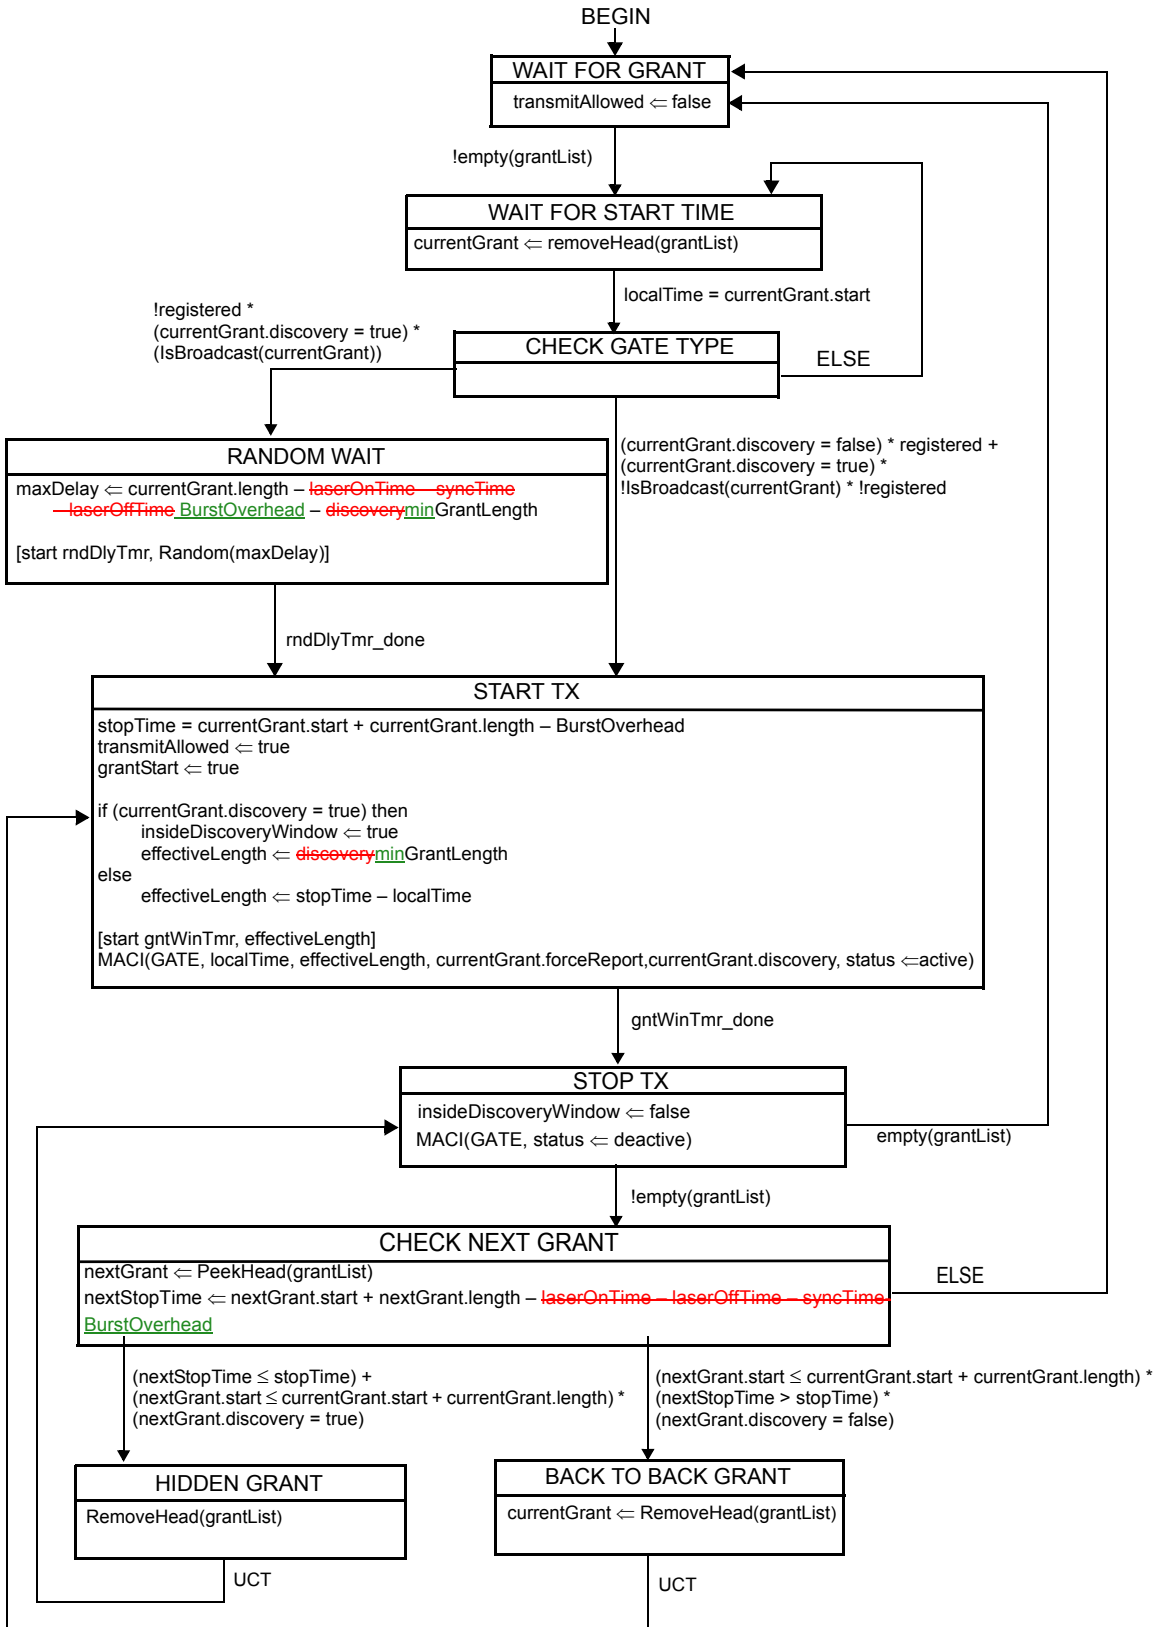 BEGIN
WAIT FOR GRANT
transmitAllowed ⇐ false
!empty(grantList)
WAIT FOR START TIME
currentGrant ⇐ removeHead(grantList)
localTime = currentGrant.start
!registered *
(currentGrant.discovery = true) *
(IsBroadcast(currentGrant))
CHECK GATE TYPE
ELSE
(currentGrant.discovery = false) * registered +
(currentGrant.discovery = true) *
!IsBroadcast(currentGrant) * !registered
RANDOM WAIT
maxDelay ⇐ currentGrant.length – laserOnTime – syncTime
– laserOffTime BurstOverhead – discoveryminGrantLength
[start rndDlyTmr, Random(maxDelay)]
rndDlyTmr_done
START TX
stopTime = currentGrant.start + currentGrant.length – BurstOverhead
transmitAllowed ⇐ true
grantStart ⇐ true
if (currentGrant.discovery = true) then
insideDiscoveryWindow ⇐ true
effectiveLength ⇐ discoveryminGrantLength
else
effectiveLength ⇐ stopTime – localTime
[start gntWinTmr, effectiveLength]
MACI(GATE, localTime, effectiveLength, currentGrant.forceReport,currentGrant.discovery, status ⇐active)
gntWinTmr_done
STOP TX
insideDiscoveryWindow ⇐ false
MACI(GATE, status ⇐ deactive)
empty(grantList)
!empty(grantList)
CHECK NEXT GRANT
nextGrant ⇐ PeekHead(grantList)
nextStopTime ⇐ nextGrant.start + nextGrant.length – laserOnTime – laserOffTime – syncTime
BurstOverhead
ELSE
(nextStopTime ≤ stopTime) +
(nextGrant.start ≤ currentGrant.start + currentGrant.length) *
(nextGrant.discovery = true)
(nextGrant.start ≤ currentGrant.start + currentGrant.length) *
(nextStopTime > stopTime) *
(nextGrant.discovery = false)
HIDDEN GRANT
RemoveHead(grantList)
UCT
BACK TO BACK GRANT
currentGrant ⇐ RemoveHead(grantList)
UCT